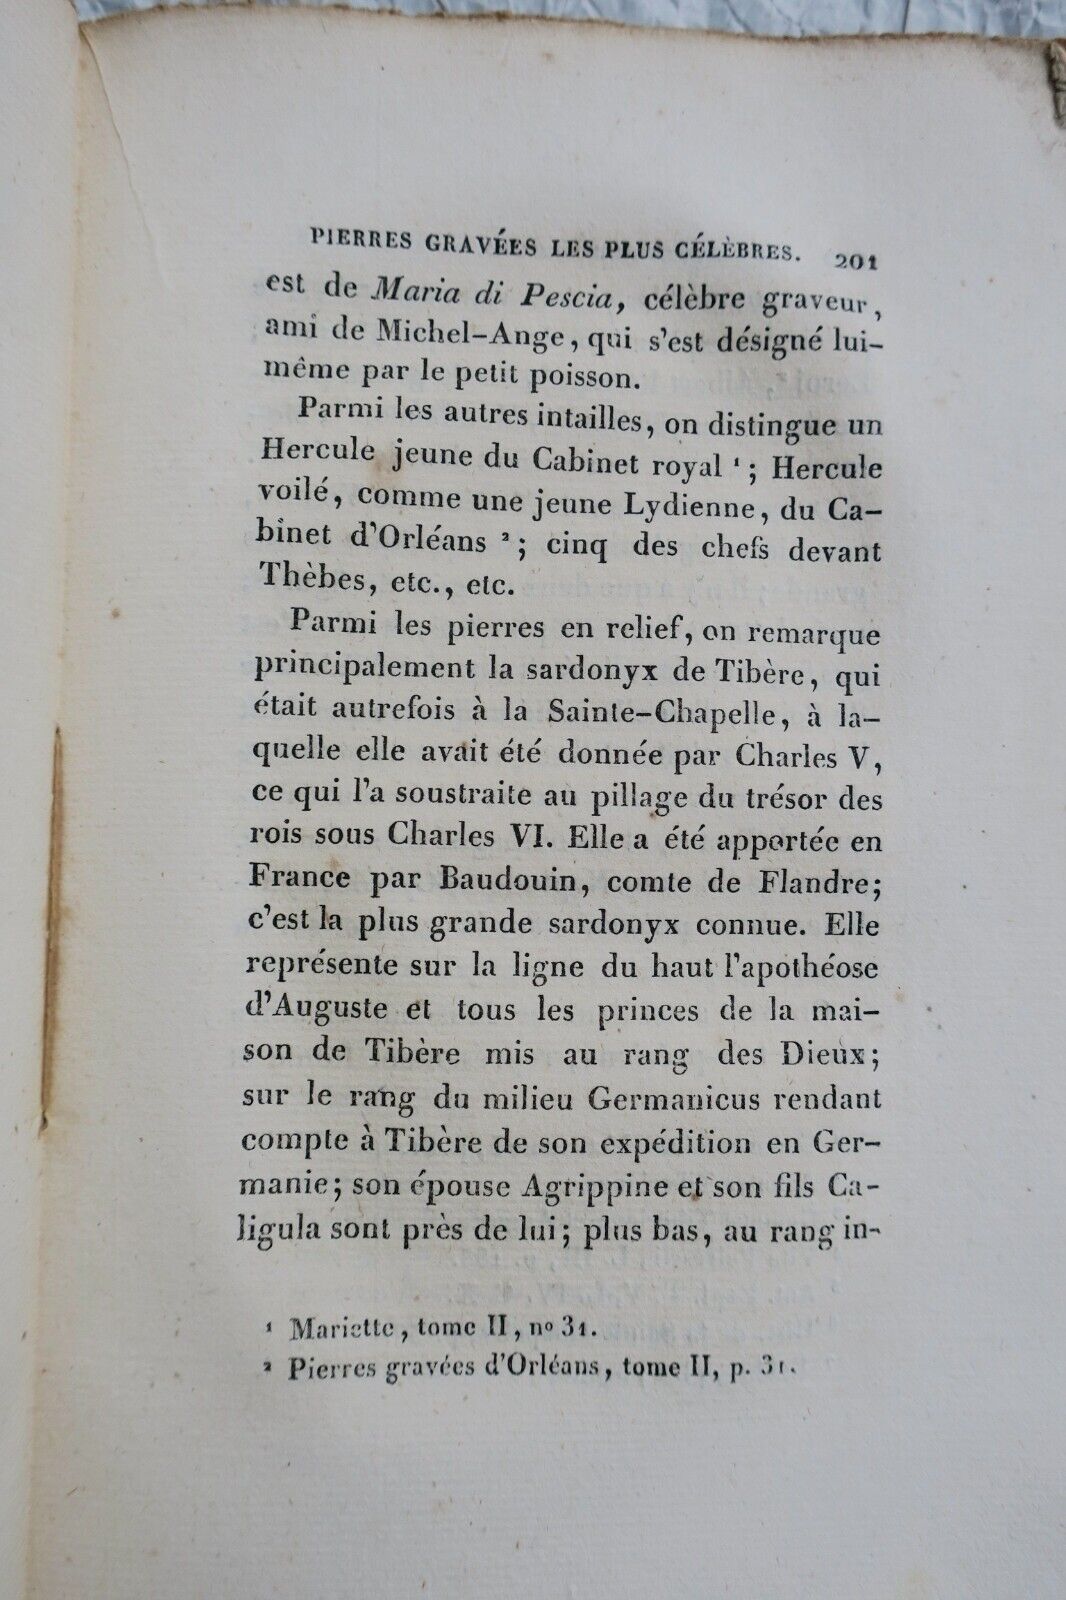 PIERRES GRAVÉES LES PLUS CÉLÈBRES. 201
est de Maria di Pescia, célèbre graveur,
ami de Michel-Ange, qui s'est désigné lui-
même par le petit poisson.
Parmi les autres intailles, on distingue un
Hercule jeune du Cabinet royal ¹; Hercule
voilé, comme une jeune Lydienne, du Ca-
binet d'Orléans ²; cinq des chefs devant
Thèbes, etc., etc.
Parmi les pierres en relief, on remarque
principalement la sardonyx de Tibère, qui
était autrefois à la Sainte-Chapelle, à la-
quelle elle avait été donnée par Charles V,
ce qui l'a soustraite au pillage du trésor des
rois sous Charles VI. Elle a été apportée en
France par Baudouin, comte de Flandre;
c'est la plus grande sardonyx connue. Elle
représente sur la ligne du haut l'apothéose
d'Auguste et tous les princes de la mai-
son de Tibère mis au rang des Dieux;
sur le rang du milieu Germanicus rendant
compte à Tibère de son expédition en Ger-
manie; son épouse Agrippine et son fils Ca-
ligula sont près de lui; plus bas, au rang in-
¹ Mariette, tome II, nº 31.
² Pierres gravées d'Orléans, tome II, p. 31.